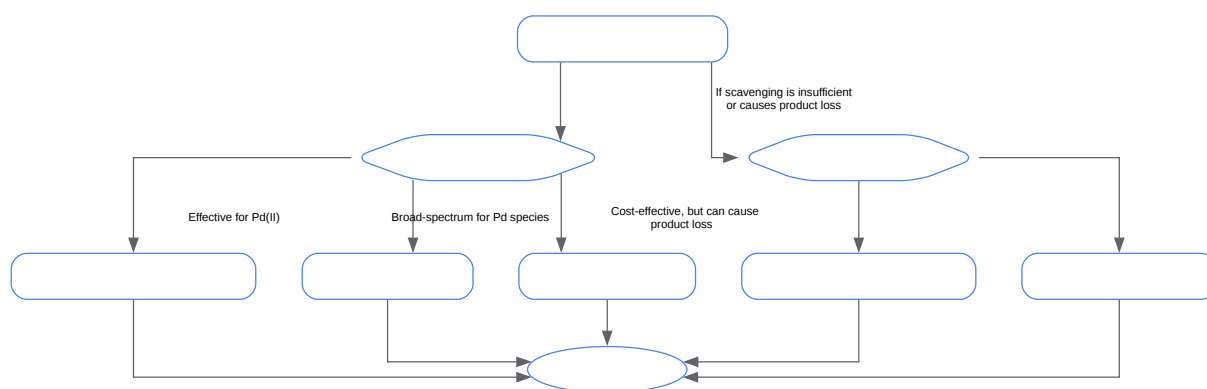 If scavenging is insufficient
or causes product loss
Effective for Pd(II)
Broad-spectrum for Pd species
Cost-effective, but can cause
product loss